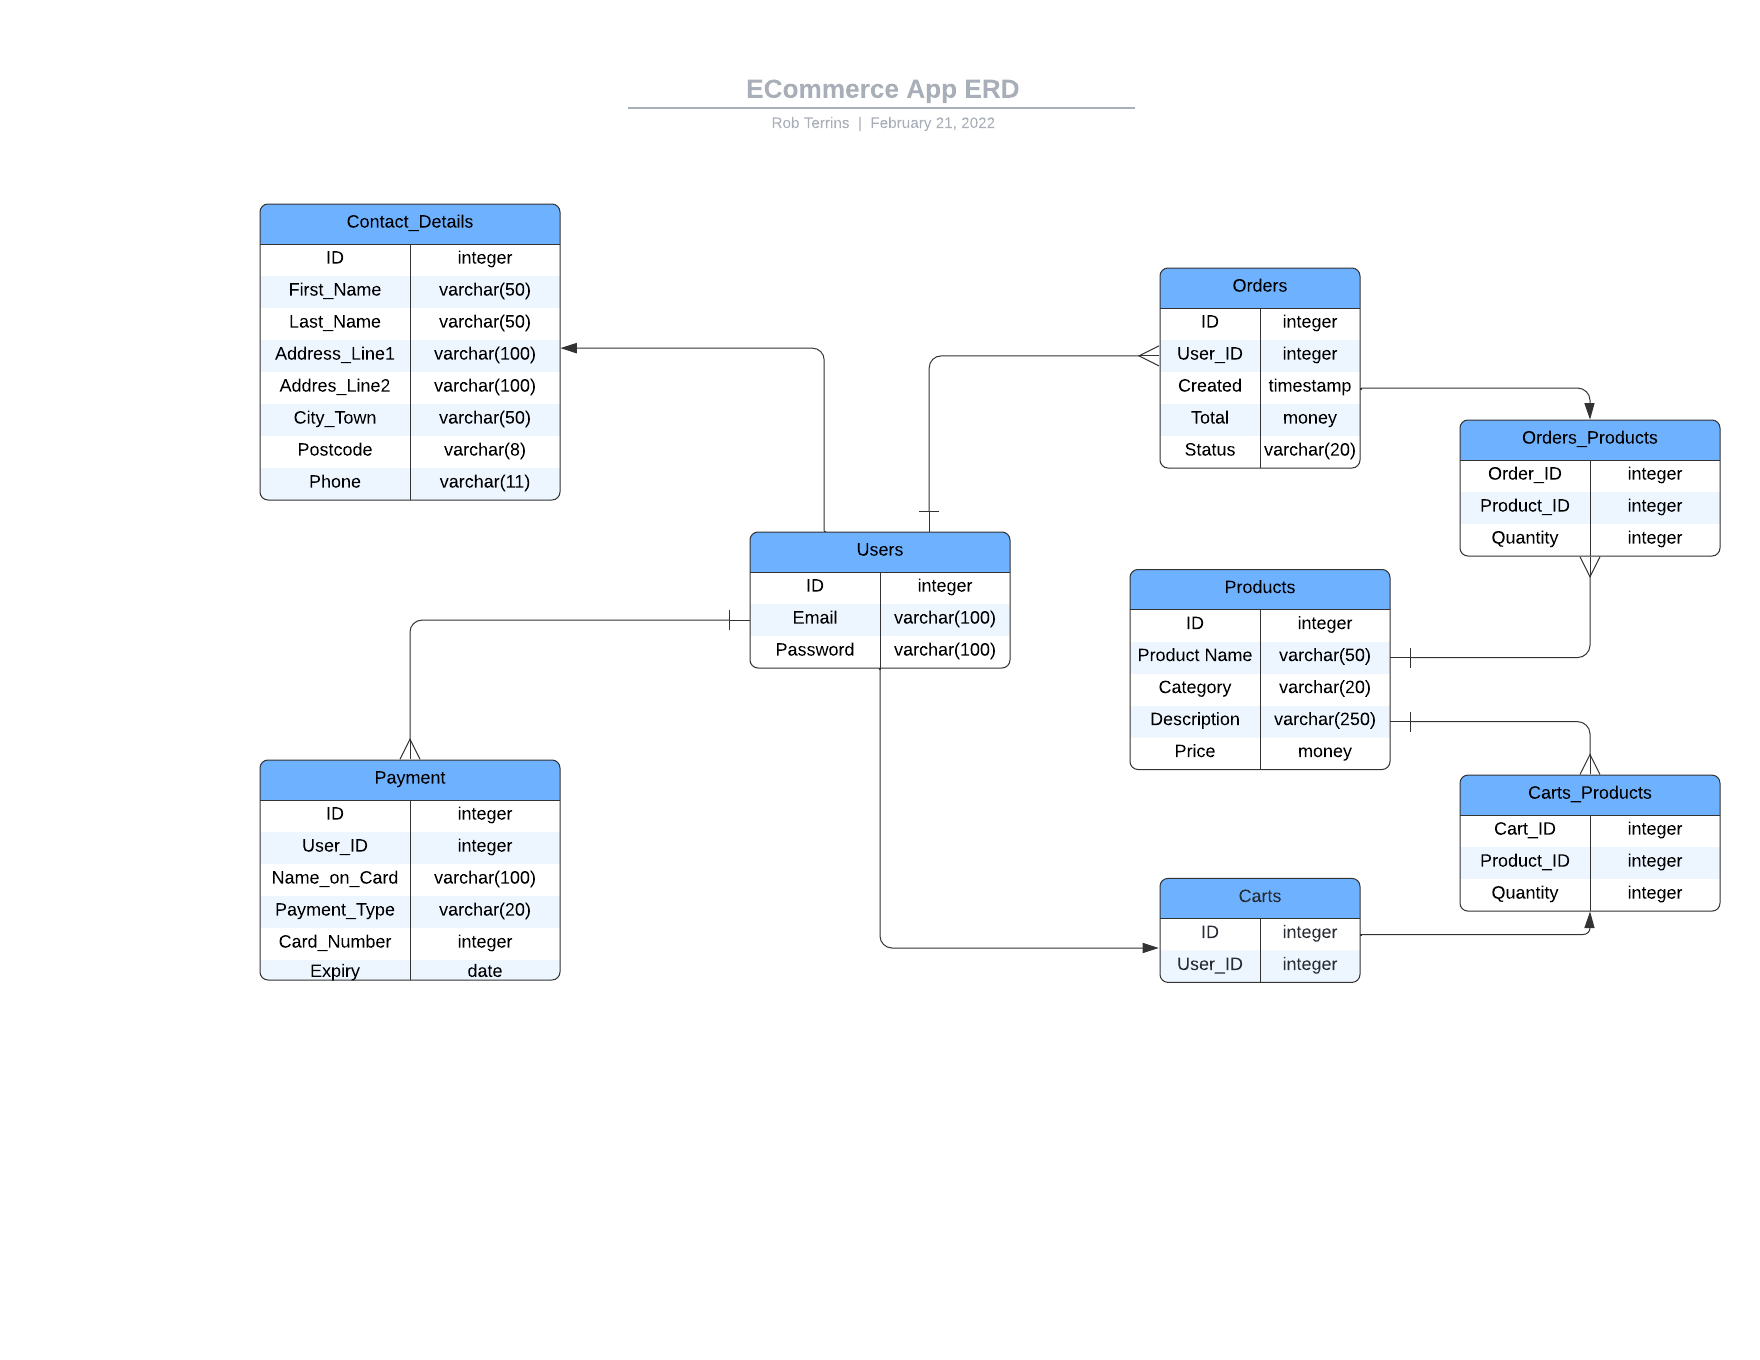 ECommerce App ERD
Rob Terrins | February 21, 2022
Contact_Details
ID integer
First_Name varchar(50)
Last_Name varchar(50)
Address_Line1 varchar(100)
Addres_Line2 varchar(100)
City_Town varchar(50)
Postcode varchar(8)
Phone varchar(11)
Orders
ID integer
User_ID integer
Created timestamp
Total money
Status varchar(20)
Orders_Products
Order_ID integer
Product_ID integer
Quantity integer
Users
ID integer
Email varchar(100)
Password varchar(100)
Products
ID integer
Product Name varchar(50)
Category varchar(20)
Description varchar(250)
Price money
Payment
ID integer
User_ID integer
Name_on_Card varchar(100)
Payment_Type varchar(20)
Card_Number integer
Expiry date
Carts_Products
Cart_ID integer
Product_ID integer
Quantity integer
Carts
ID integer
User_ID integer